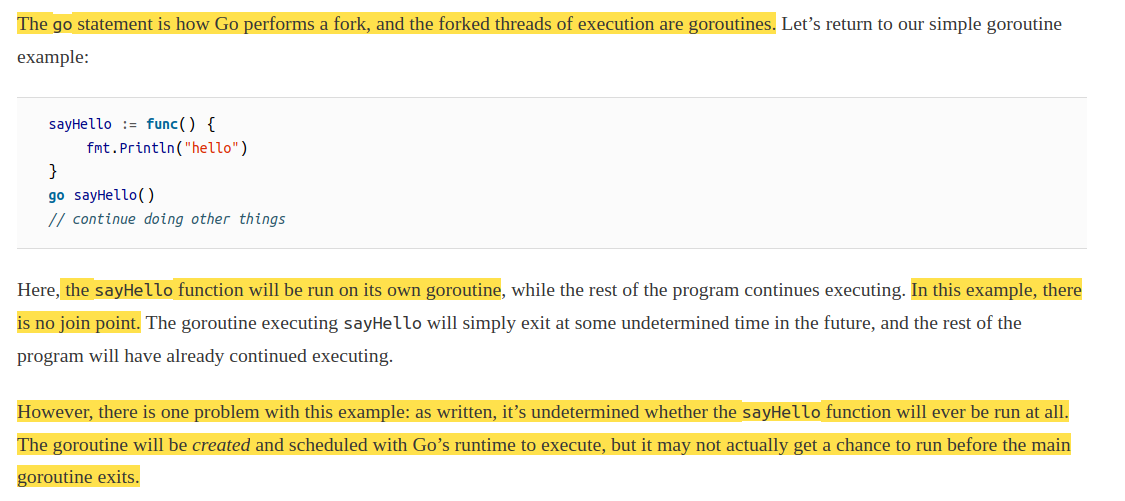 The go statement is how Go performs a fork, and the forked threads of execution are goroutines. Let’s return to our simple goroutine
example:
sayHello := func() {
fmt.Println("hello")
}
go sayHello()
// continue doing other things
Here, the sayHello function will be run on its own goroutine, while the rest of the program continues executing. In this example, there
is no join point. The goroutine executing sayHello will simply exit at some undetermined time in the future, and the rest of the
program will have already continued executing.
However, there is one problem with this example: as written, it’s undetermined whether the sayHello function will ever be run at all.
The goroutine will be created and scheduled with Go’s runtime to execute, but it may not actually get a chance to run before the main
goroutine exits.